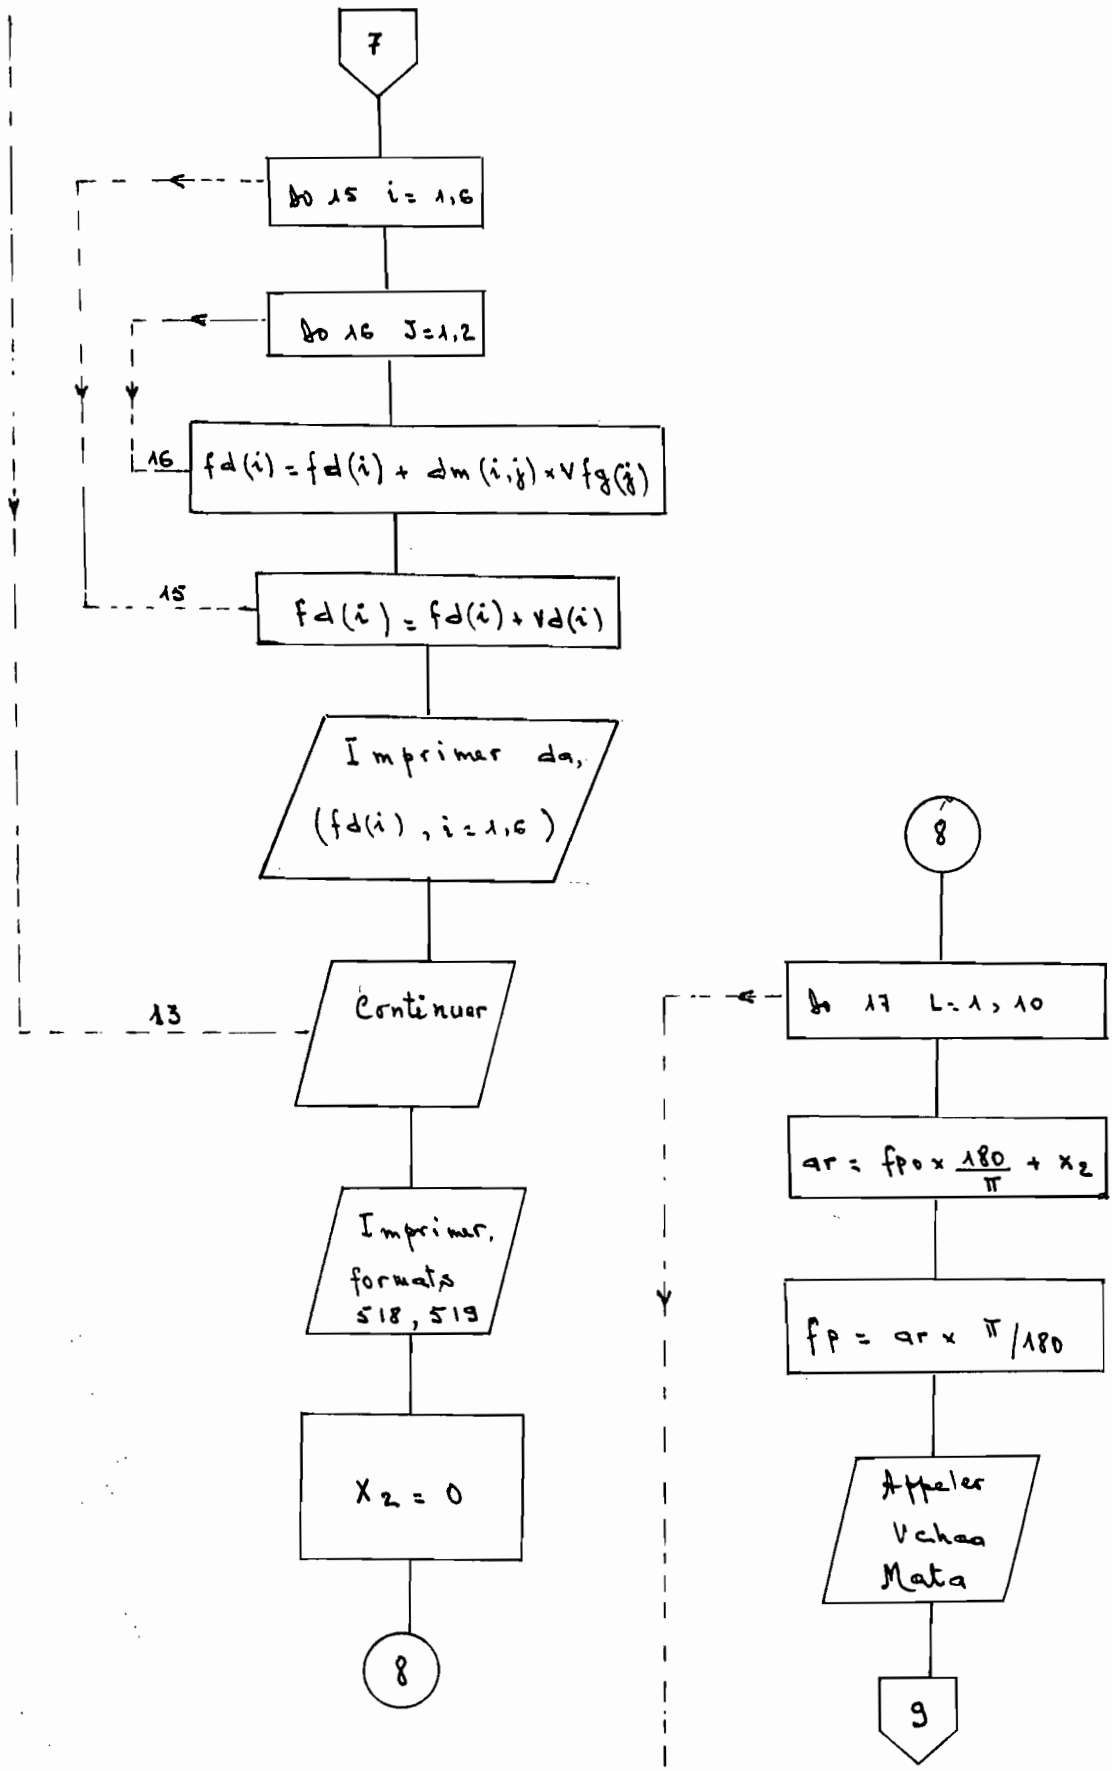 7
Do 15 i = 1,6
Do 16 J=1,2
16
fd(i) = fd(i) + dm(i,j) × Vfg(j)
15
fd(i) = fd(i) + Vd(i)
Imprimer da,
(fd(i), i = 1,6)
13
Continuer
Imprimer,
formats
518, 519
X₂ = 0
8
8
Do 17 L=1, 10
ar = fpo × 180/π + X₂
fp = ar × π/180
Appeler
Mata
9